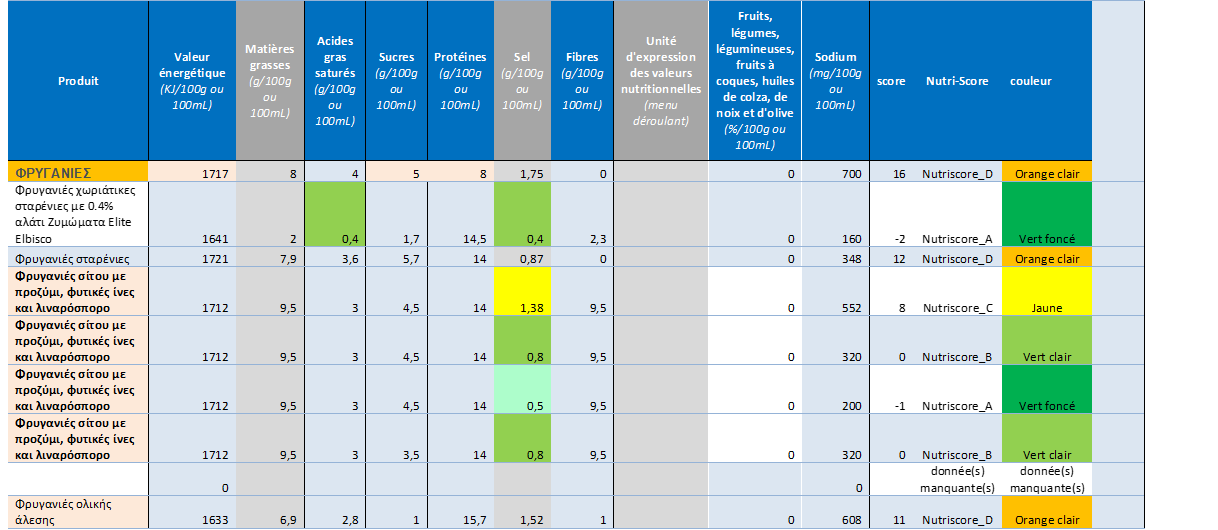 Produit
Valeur énergétique (KJ/100g ou 100mL)
Matières grasses (g/100g ou 100mL)
Acides gras saturés (g/100g ou 100mL)
Sucres (g/100g ou 100mL)
Protéines (g/100g ou 100mL)
Sel (g/100g ou 100mL)
Fibres (g/100g ou 100mL)
Unité d'expression des valeurs nutritionnelles (menu déroulant)
Fruits, légumes, légumineuses, fruits à coques, huiles de colza, de noix et d'olive (%/100g ou 100mL)
Sodium (mg/100g ou 100mL)
score
Nutri-Score
couleur
ΦΡΥΓΑΝΙΕΣ 1717 8 4 5 8 1,75 0 0 700 16 Nutriscore_D Orange clair
Φρυγανιές χωριάτικες
σταρένιες με 0.4%
αλάτι Ζυμώματα Elite
Elbisco 1641 2 0,4 1,7 14,5 0,4 2,3 0 160 -2 Nutriscore_A Vert foncé
Φρυγανιές σταρένιες 1721 7,9 3,6 5,7 14 0,87 0 0 348 12 Nutriscore_D Orange clair
Φρυγανιές σίτου με
προζύμι, φυτικές ίνες
και λιναρόσπορο 1712 9,5 3 4,5 14 1,38 9,5 0 552 8 Nutriscore_C Jaune
Φρυγανιές σίτου με
προζύμι, φυτικές ίνες
και λιναρόσπορο 1712 9,5 3 4,5 14 0,8 9,5 0 320 0 Nutriscore_B Vert clair
Φρυγανιές σίτου με
προζύμι, φυτικές ίνες
και λιναρόσπορο 1712 9,5 3 4,5 14 0,5 9,5 0 200 -1 Nutriscore_A Vert foncé
Φρυγανιές σίτου με
προζύμι, φυτικές ίνες
και λιναρόσπορο 1712 9,5 3 3,5 14 0,8 9,5 0 320 0 Nutriscore_B Vert clair
donnée(s) donnée(s)
0 0 manquante(s) manquante(s)
Φρυγανιές ολικής
άλεσης 1633 6,9 2,8 1 15,7 1,52 1 0 608 11 Nutriscore_D Orange clair